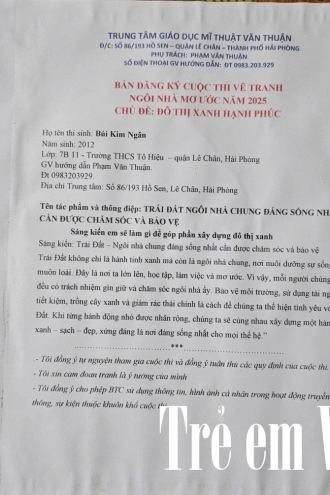 TRUNG TÂM GIÁO DỤC MĨ THUẬT VĂN THUẬN
Đ/C: SỐ 86/193 HỒ SEN – QUẬN LÊ CHÂN – THÀNH PHỐ HẢI PHÒNG
PHỤ TRÁCH: PHẠM VĂN THUẬN
SỐ ĐIỆN THOẠI GV HƯỚNG DẪN: ĐT 0983.203.929
BẢN ĐĂNG KÝ CUỘC THI VẼ TRANH
NGÔI NHÀ MƠ ƯỚC NĂM 2025
CHỦ ĐỀ: ĐÔ THỊ XANH HẠNH PHÚC
Họ tên thí sinh: Bùi Kim Ngân
Năm sinh: 2012
Lớp: 7B 11 - Trường THCS Tô Hiệu – quận Lê Chân, Hải Phòng
GV hướng dẫn Phạm Văn Thuận.
Đt 0983203929.
Địa chỉ Trung tâm: Số 86/193 Hồ Sen, Lê Chân, Hải Phòng
Tên tác phẩm và thông điệp: TRÁI ĐẤT NGÔI NHÀ CHUNG ĐÁNG SỐNG NH
CẦN ĐƯỢC CHĂM SÓC VÀ BẢO VỆ
Sáng kiến em sẽ làm gì để góp phần xây dựng đô thị xanh
Sáng kiến: Trái Đất – Ngôi nhà chung đáng sống nhất cần được chăm sóc và bảo vệ
Trái Đất không chỉ là hành tinh xanh mà còn là ngôi nhà chung, nơi nuôi dưỡng sự sống
muôn loài. Đây là nơi ta lớn lên, học tập, làm việc và mơ ước. Vì vậy, mỗi người chúng
đều có trách nhiệm gìn giữ và chăm sóc ngôi nhà ấy. Bảo vệ môi trường, sử dụng tài ng
tiết kiệm, trồng cây xanh và giảm rác thải chính là cách để chúng ta thể hiện tình yêu vớ
Đất. Khi từng hành động nhỏ được nhân rộng, chúng ta sẽ cùng nhau xây dựng một hàn
xanh – sạch – đẹp, xứng đáng là nơi đáng sống nhất cho mọi thế hệ."
***
- Tôi đồng ý tự nguyện tham gia cuộc thi và đồng ý tuân thu các quy định của cuộc thi.
- Tôi xin cam đoan tranh là ý tưởng của mình
- Tôi đồng ý cho phép BTC sử dụng thông tin, hình ảnh cá nhân trong hoạt động truyền
thông, sự kiện thuộc khuôn khổ cuộc thi
Trẻ em V